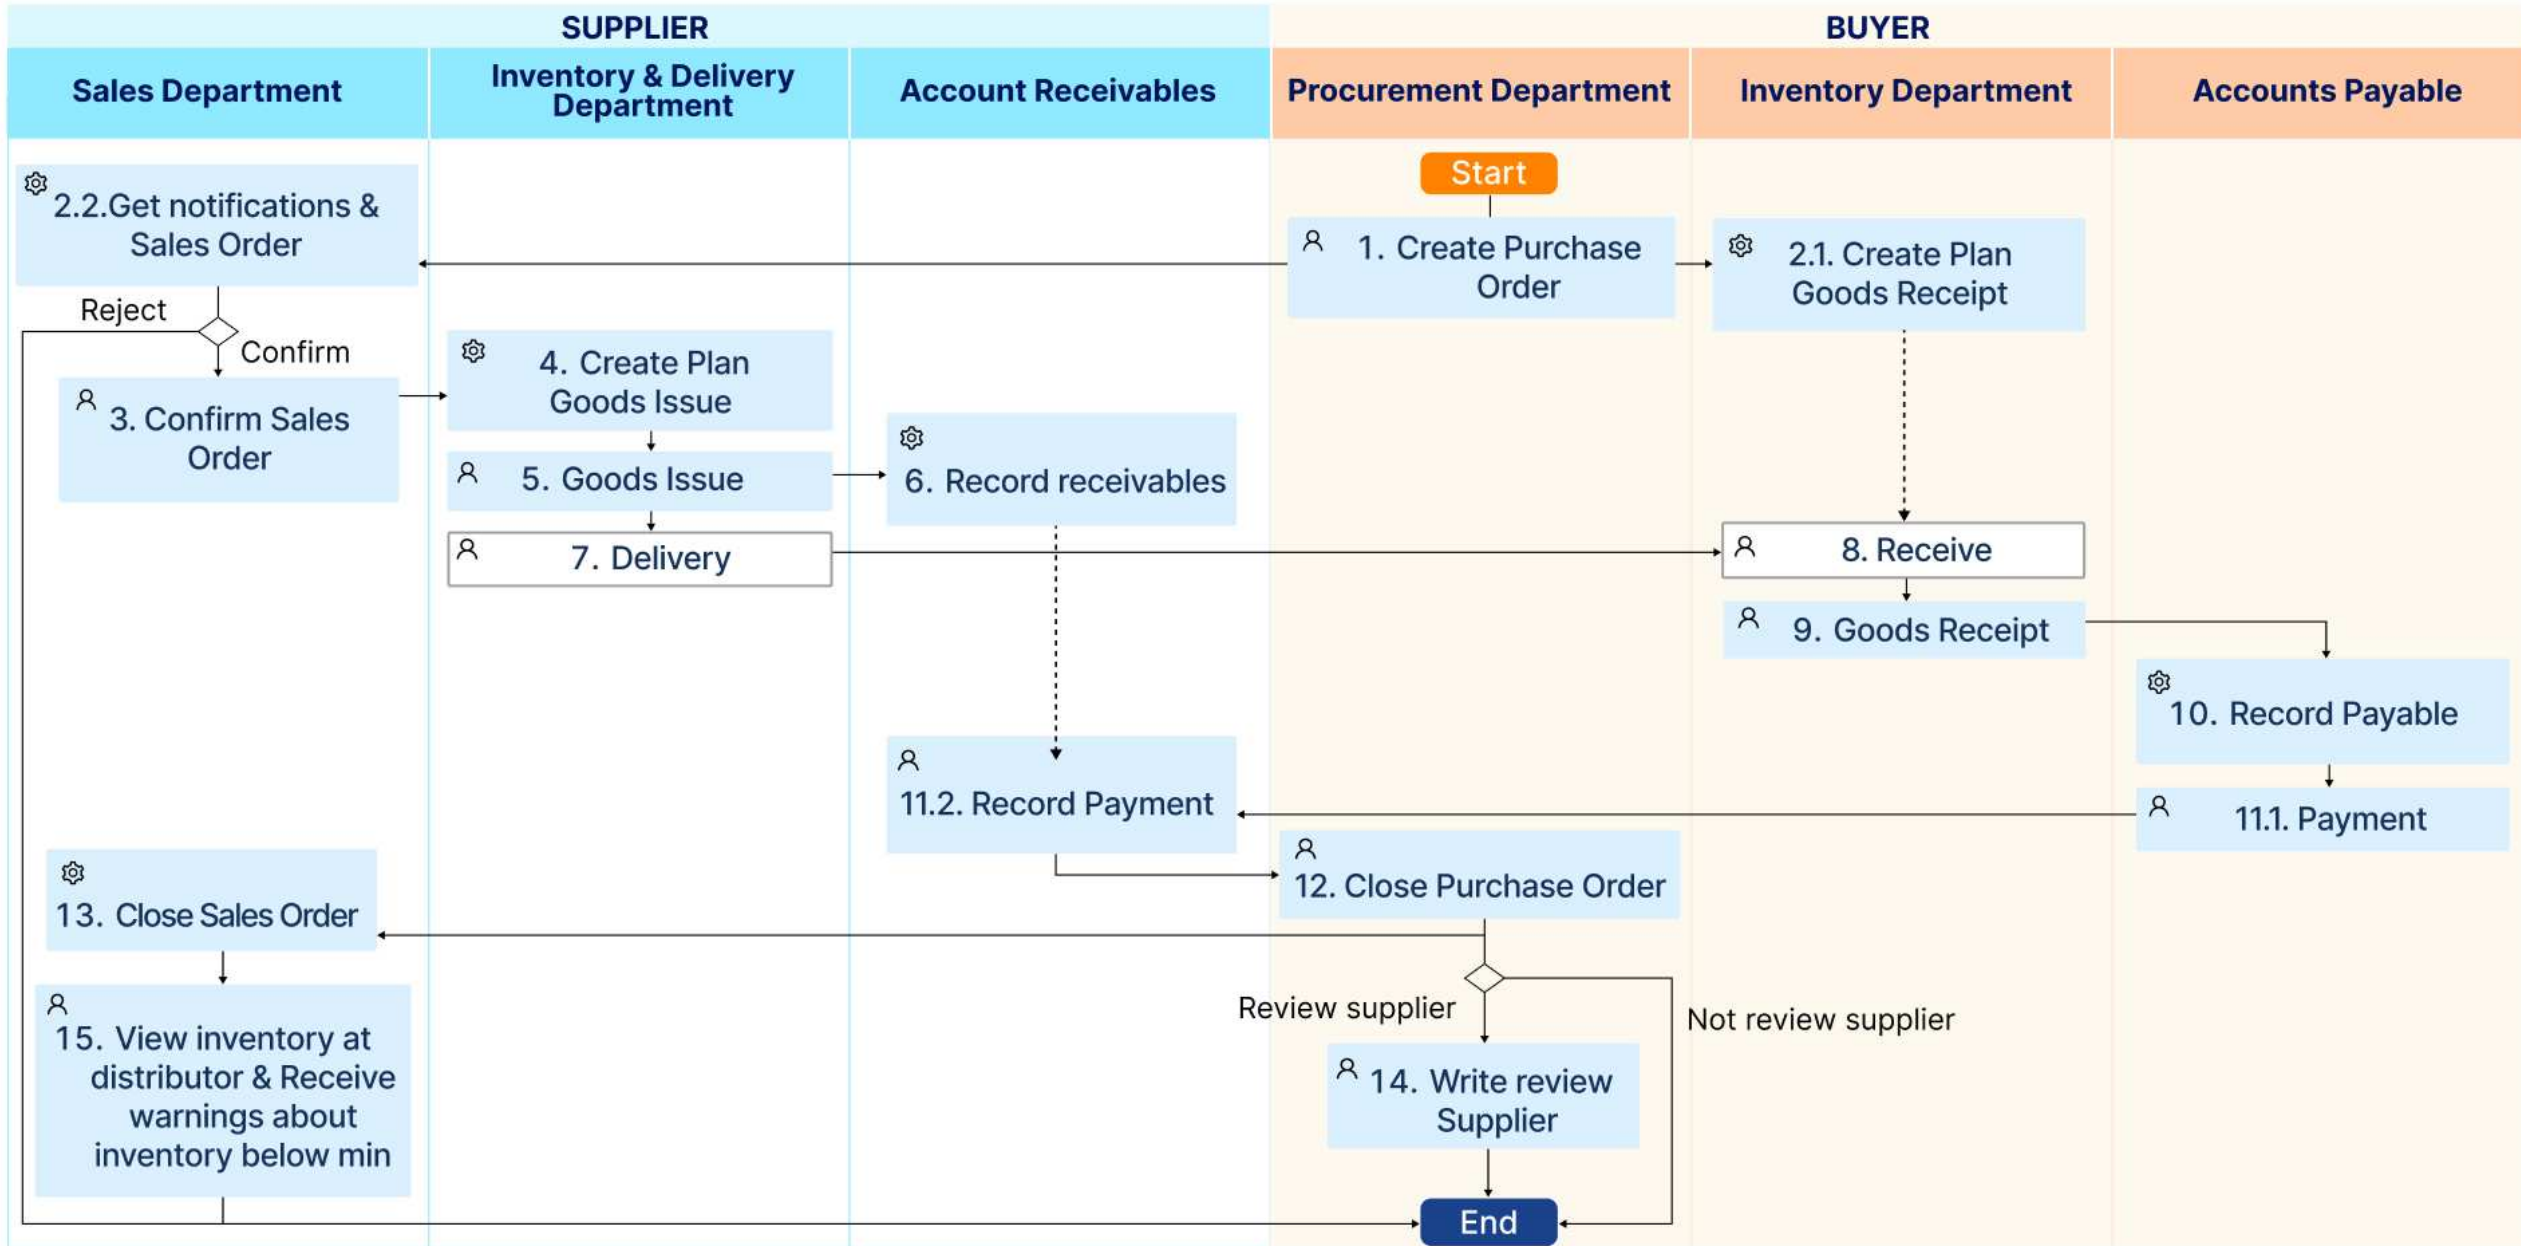 SUPPLIER
BUYER
Sales Department
Inventory & Delivery
Department
Account Receivables
Procurement Department
Inventory Department
Accounts Payable
Start
2.2.Get notifications &
Sales Order
1. Create Purchase
Order
2.1. Create Plan
Goods Receipt
Reject
Confirm
3. Confirm Sales
Order
4. Create Plan
Goods Issue
5. Goods Issue
6. Record receivables
7. Delivery
8. Receive
9. Goods Receipt
10. Record Payable
11.1. Payment
11.2. Record Payment
12. Close Purchase Order
13. Close Sales Order
Review supplier
Not review supplier
14. Write review
Supplier
15. View inventory at
distributor & Receive
warnings about
inventory below min
End